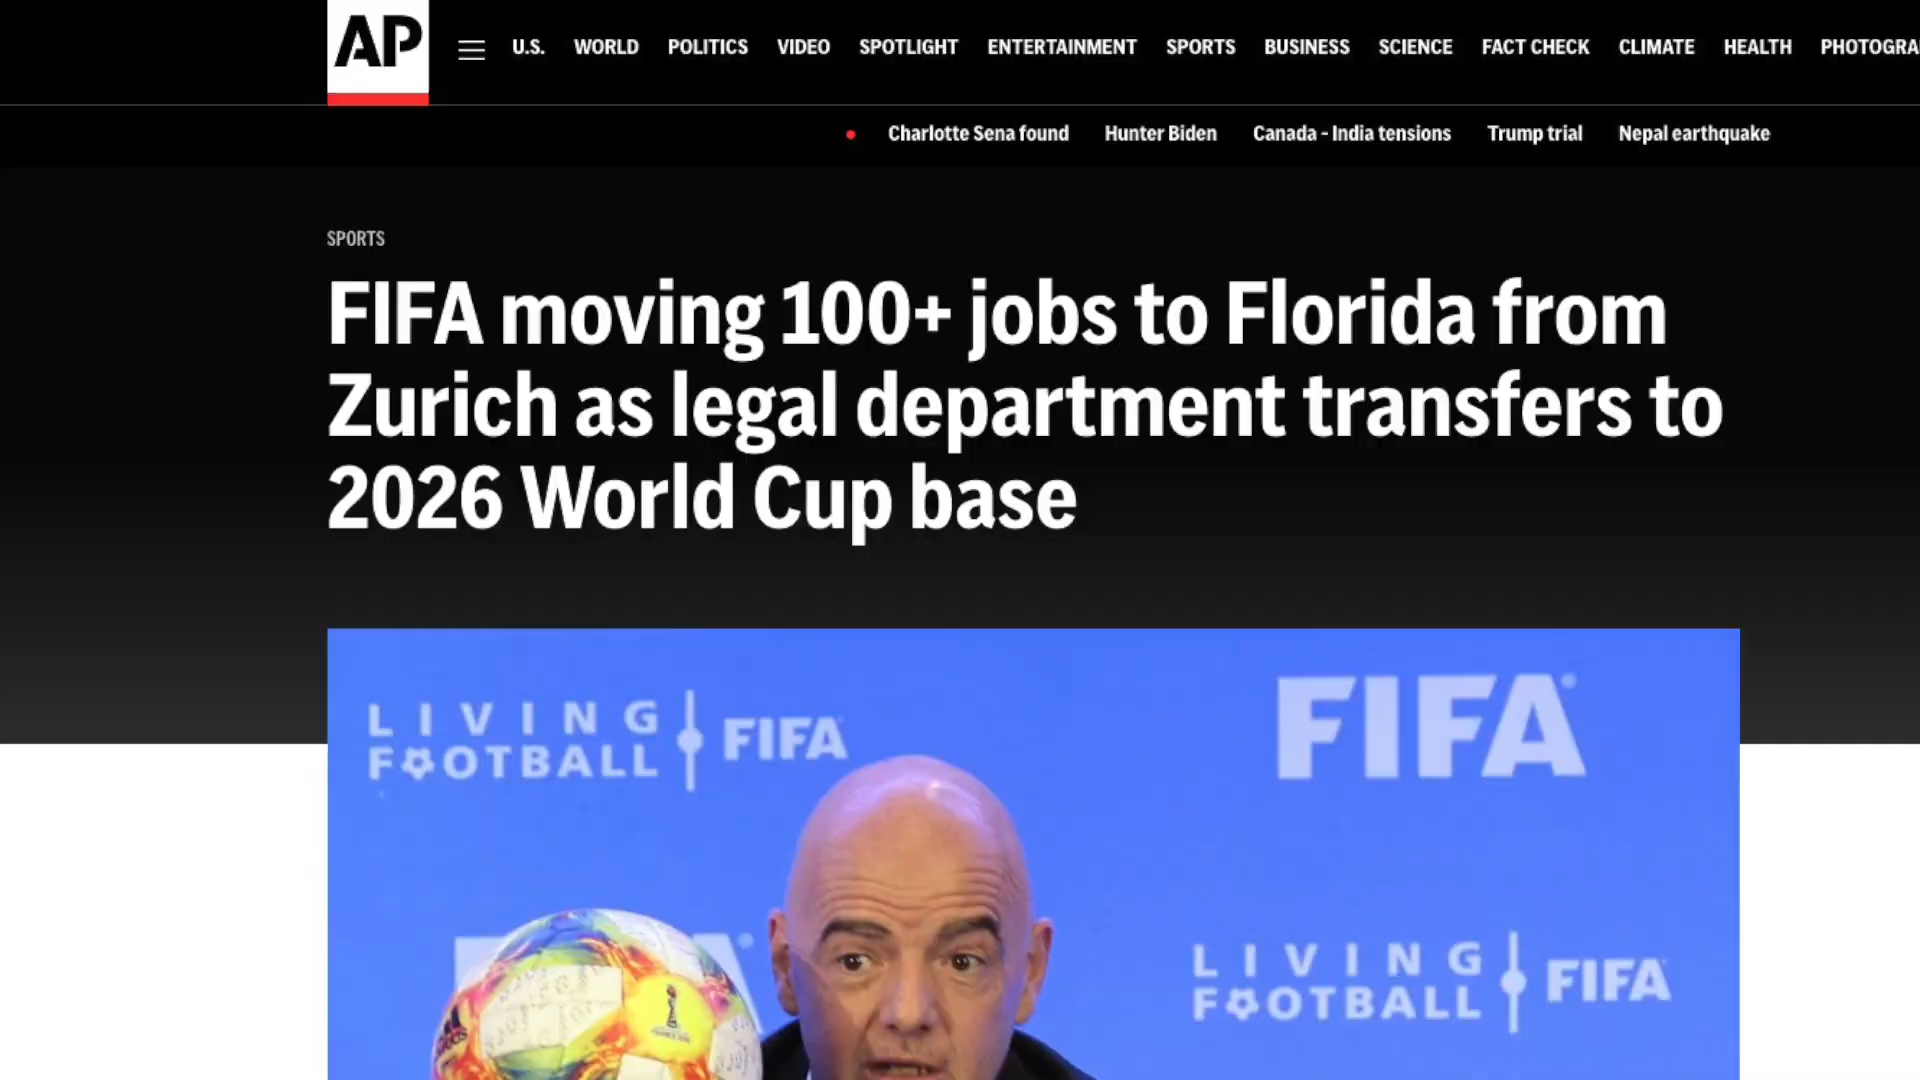 AP
U.S. WORLD POLITICS VIDEO SPOTLIGHT ENTERTAINMENT SPORTS BUSINESS SCIENCE FACT CHECK CLIMATE HEALTH PHOTOGRA
Charlotte Sena found Hunter Biden Canada - India tensions Trump trial Nepal earthquake
SPORTS
FIFA moving 100+ jobs to Florida from
Zurich as legal department transfers to
2026 World Cup base
LIVING
FOOTBALL
FIFA
FIFA
LIVING
FOOTBALL
FIFA